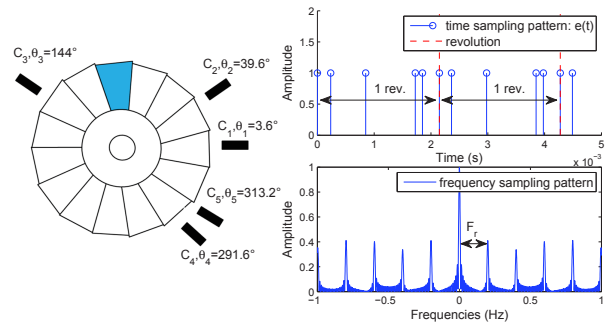 C₃,θ₃=144°
C₂,θ₂=39.6°
C₁,θ₁=3.6°
C₅,θ₅=313.2°
C₄,θ₄=291.6°
2
1.5
1
0.5
0
Amplitude
time sampling pattern: e(t)
revolution
1 rev.
1 rev.
0 1 2 3 4 5
Time (s)
x 10⁻³
1
0.8
0.6
0.4
0.2
0
Amplitude
frequency sampling pattern
Fᵣ
−1 −0.5 0 0.5 1
Frequencies (Hz)